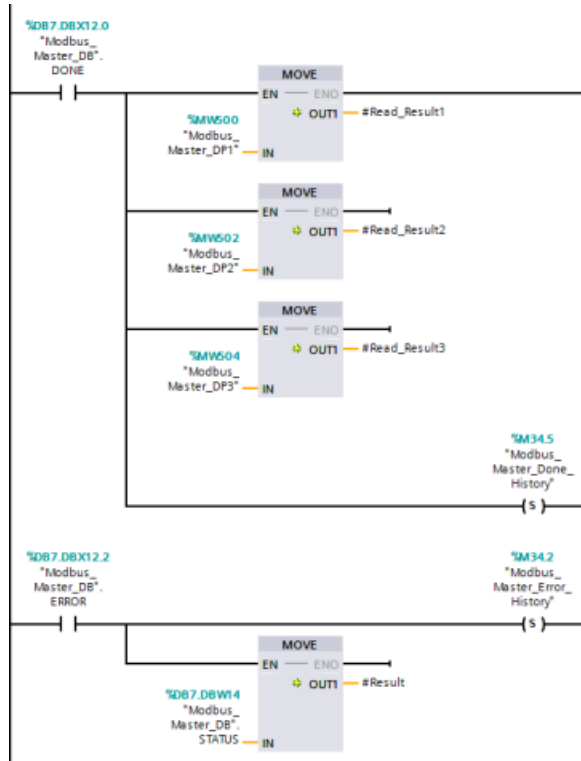 %DB7.DBX12.0
"Modbus_
Master_DB".
DONE
MOVE
EN ENO
OUT1 #Read_Result1
%MW500
"Modbus_
Master_DP1" IN
MOVE
EN ENO
OUT1 #Read_Result2
%MW502
"Modbus_
Master_DP2" IN
MOVE
EN ENO
OUT1 #Read_Result3
%MW504
"Modbus_
Master_DP3" IN
%M34.5
"Modbus_
Master_Done_
History"
S
%DB7.DBX12.2
"Modbus_
Master_DB".
ERROR
%M34.2
"Modbus_
Master_Error_
History"
S
MOVE
EN ENO
OUT1 #Result
%DB7.DBW14
"Modbus_
Master_DB".
STATUS IN